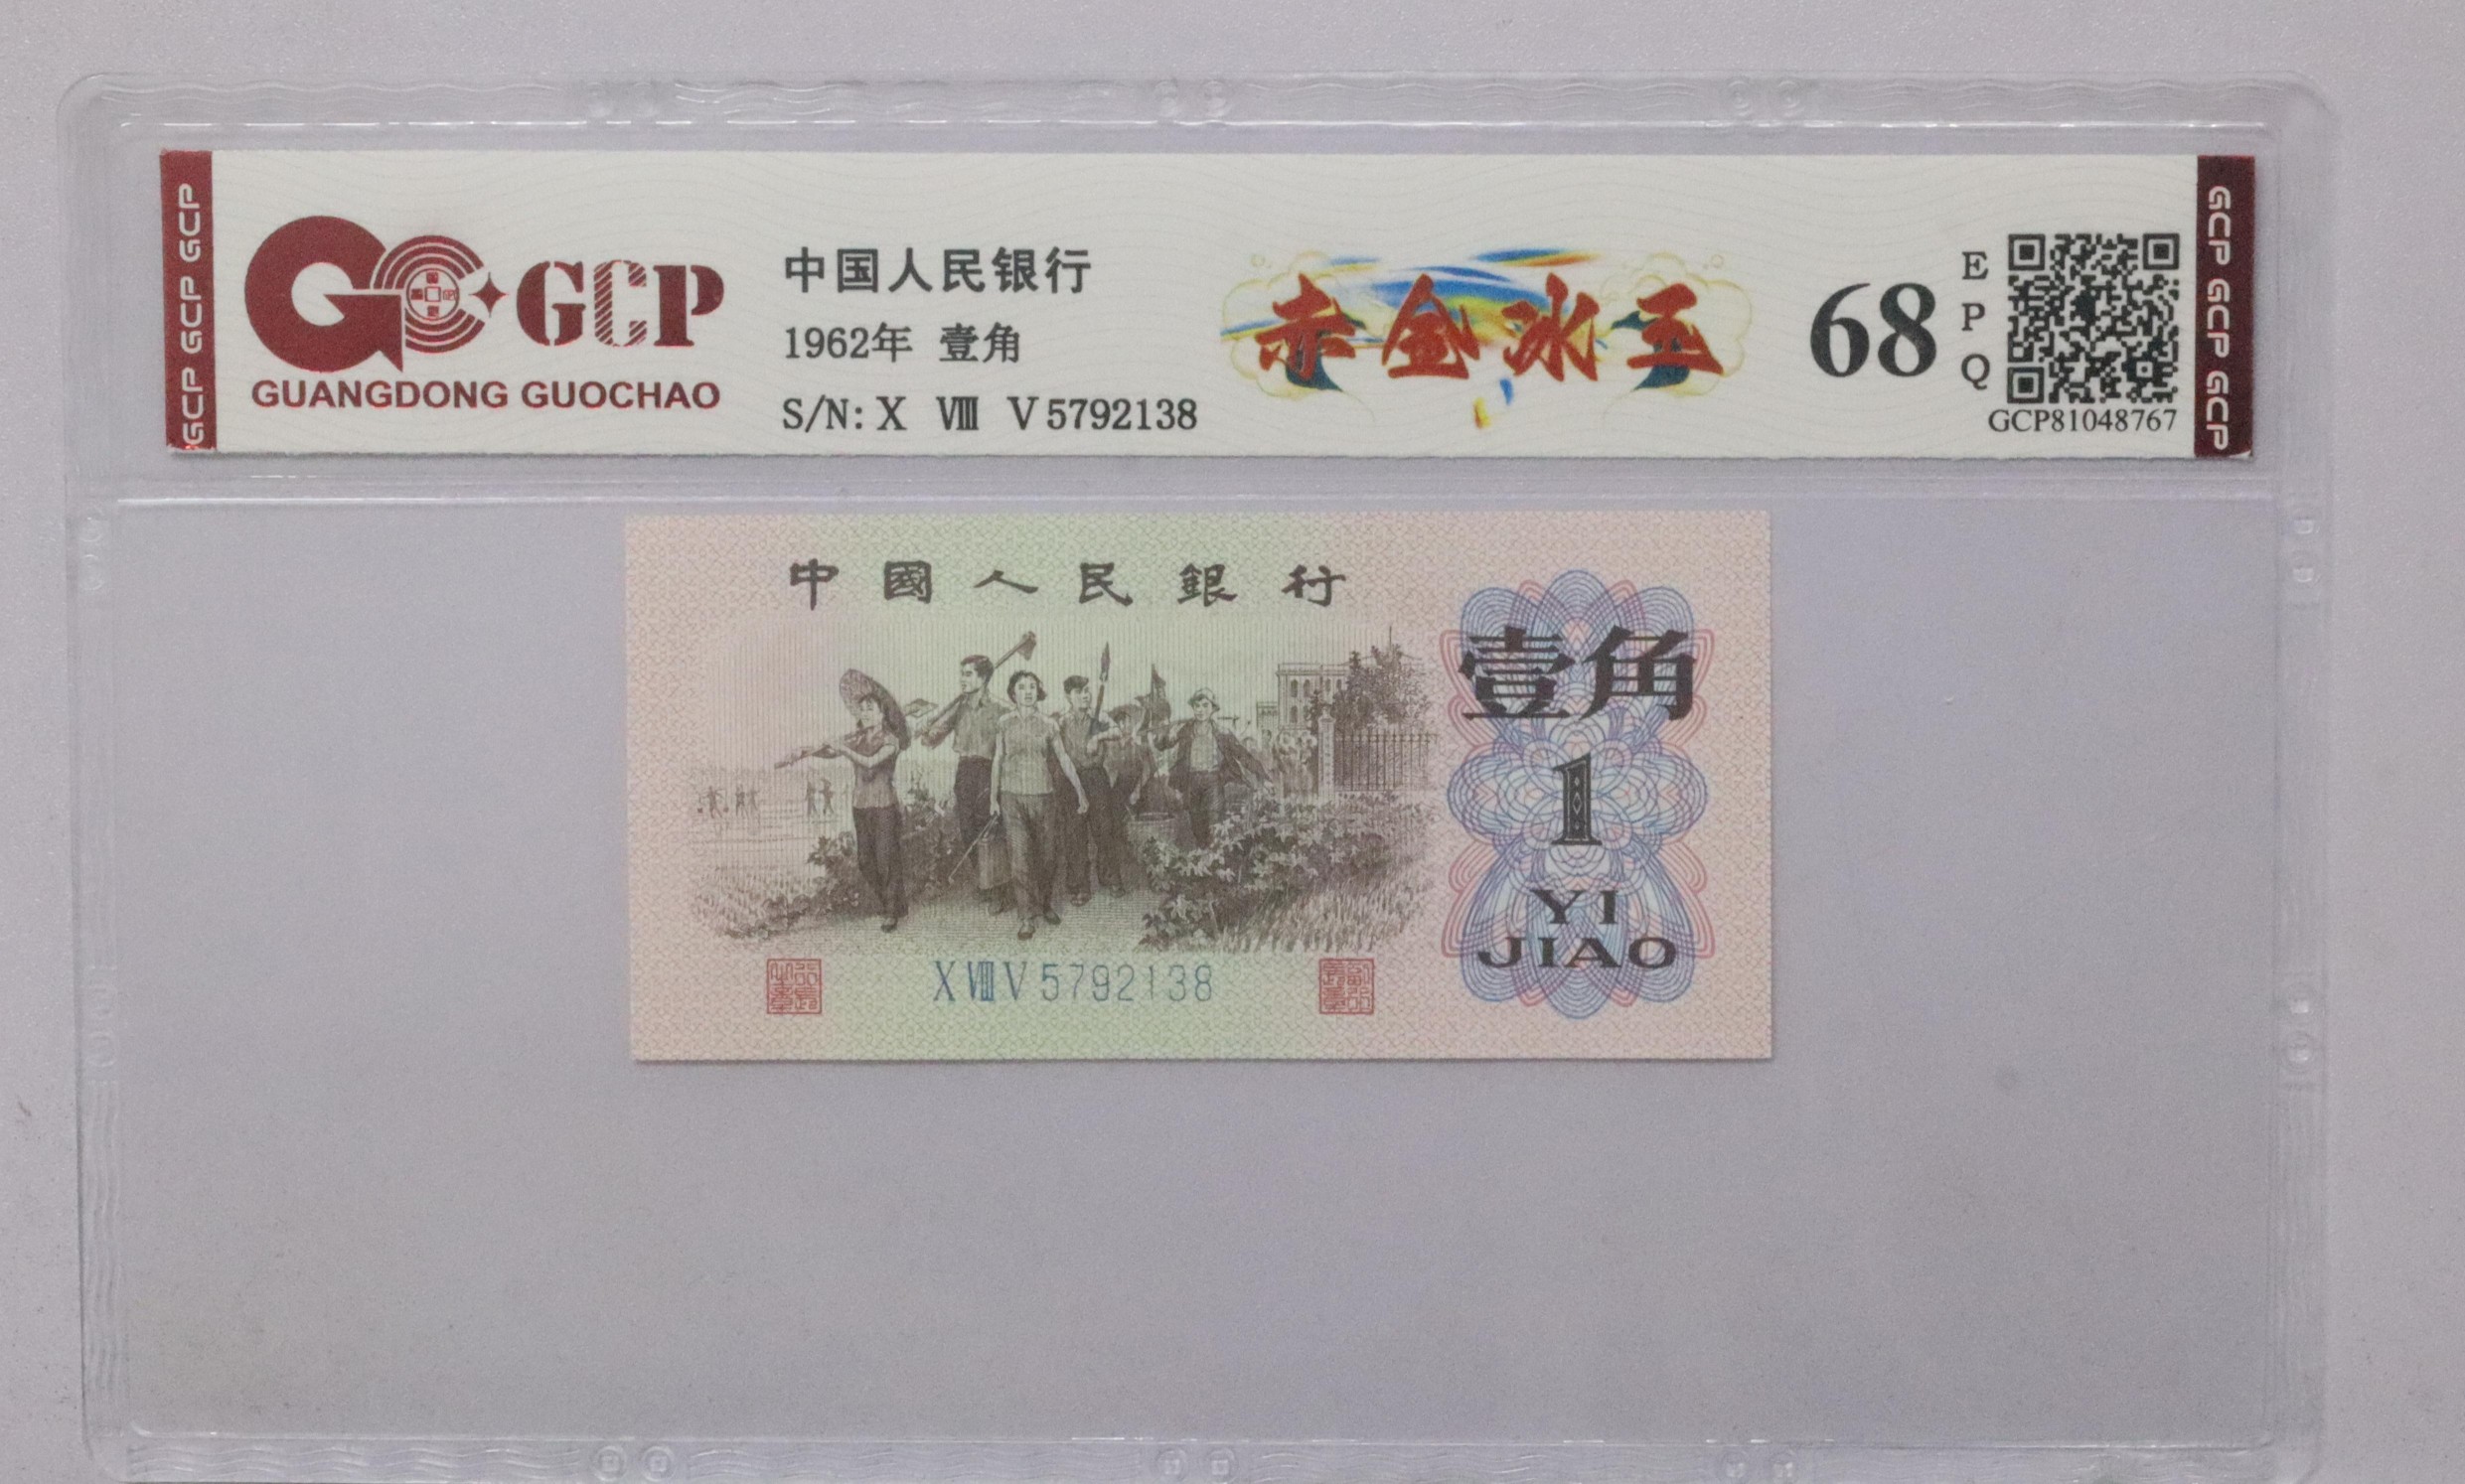 GCP GCP GCP
GCP
GUANGDONG GUOCHAO
中国人民银行
1962年 壹角
S/N: X Ⅷ V 5792138
赤金冰玉
68
E
P
Q
GCP81048767
GCP GCP GCP
中國人民銀行
壹角
1
YI
JIAO
X Ⅷ V 5792138